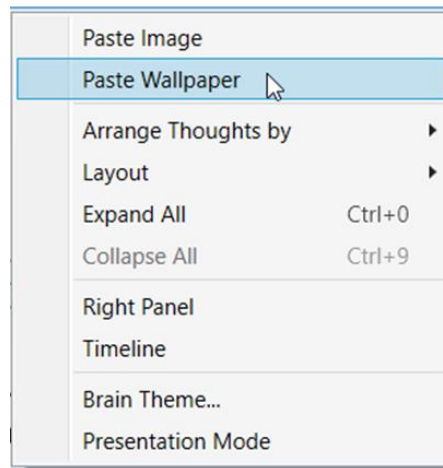 Paste Image
Paste Wallpaper
Arrange Thoughts by
Layout
Expand All Ctrl+0
Collapse All Ctrl+9
Right Panel
Timeline
Brain Theme...
Presentation Mode